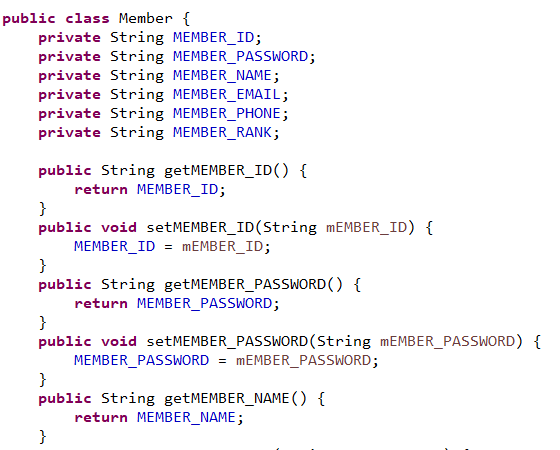 public class Member {
    private String MEMBER_ID;
    private String MEMBER_PASSWORD;
    private String MEMBER_NAME;
    private String MEMBER_EMAIL;
    private String MEMBER_PHONE;
    private String MEMBER_RANK;

    public String getMEMBER_ID() {
        return MEMBER_ID;
    }
    public void setMEMBER_ID(String mEMBER_ID) {
        MEMBER_ID = mEMBER_ID;
    }
    public String getMEMBER_PASSWORD() {
        return MEMBER_PASSWORD;
    }
    public void setMEMBER_PASSWORD(String mEMBER_PASSWORD) {
        MEMBER_PASSWORD = mEMBER_PASSWORD;
    }
    public String getMEMBER_NAME() {
        return MEMBER_NAME;
    }